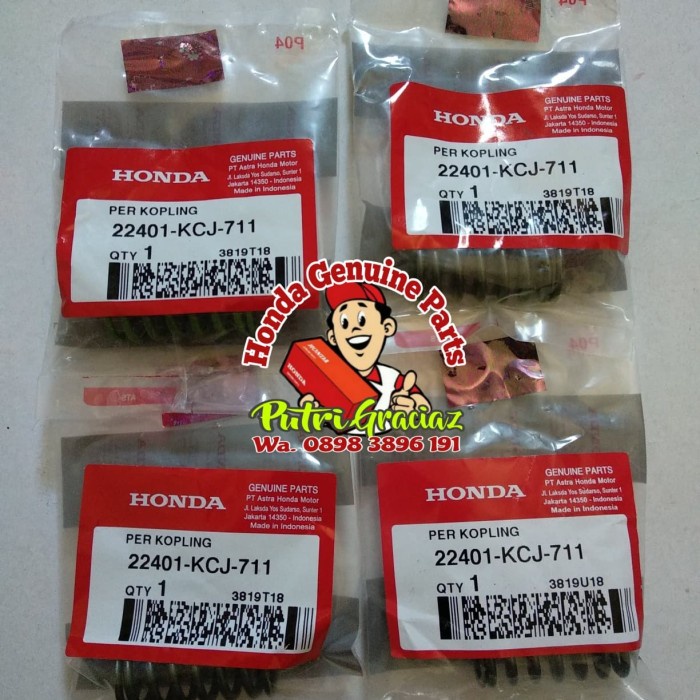 P04
P04
HONDA
GENUINE PARTS
PT Astra Honda Motor
Jl. Laksda Yos Sudarso, Sunter 1
Jakarta 14350 - Indonesia
Made in Indonesia
PER KOPLING
22401-KCJ-711
QTY 1
3819T18
HONDA
GENUINE PARTS
PT Astra Honda Motor
Jl. Laksda Yos Sudarso, Sunter 1
Jakarta 14350 - Indonesia
Made in Indonesia
PER KOPLING
22401-KCJ-711
QTY 1
3819T18
Honda Genuine Parts
HONDA
Putri Graciaz
Wa. 0898 3896 191
P04
HONDA
GENUINE PARTS
PT Astra Honda Motor
Jl. Laksda Yos Sudarso, Sunter 1
Jakarta 14350 - Indonesia
Made in Indonesia
PER KOPLING
22401-KCJ-711
QTY 1
3819T18
HONDA
GENUINE PARTS
PT Astra Honda Motor
Jl. Laksda Yos Sudarso, Sunter 1
Jakarta 14350 - Indonesia
Made in Indonesia
PER KOPLING
22401-KCJ-711
QTY 1
3819U18